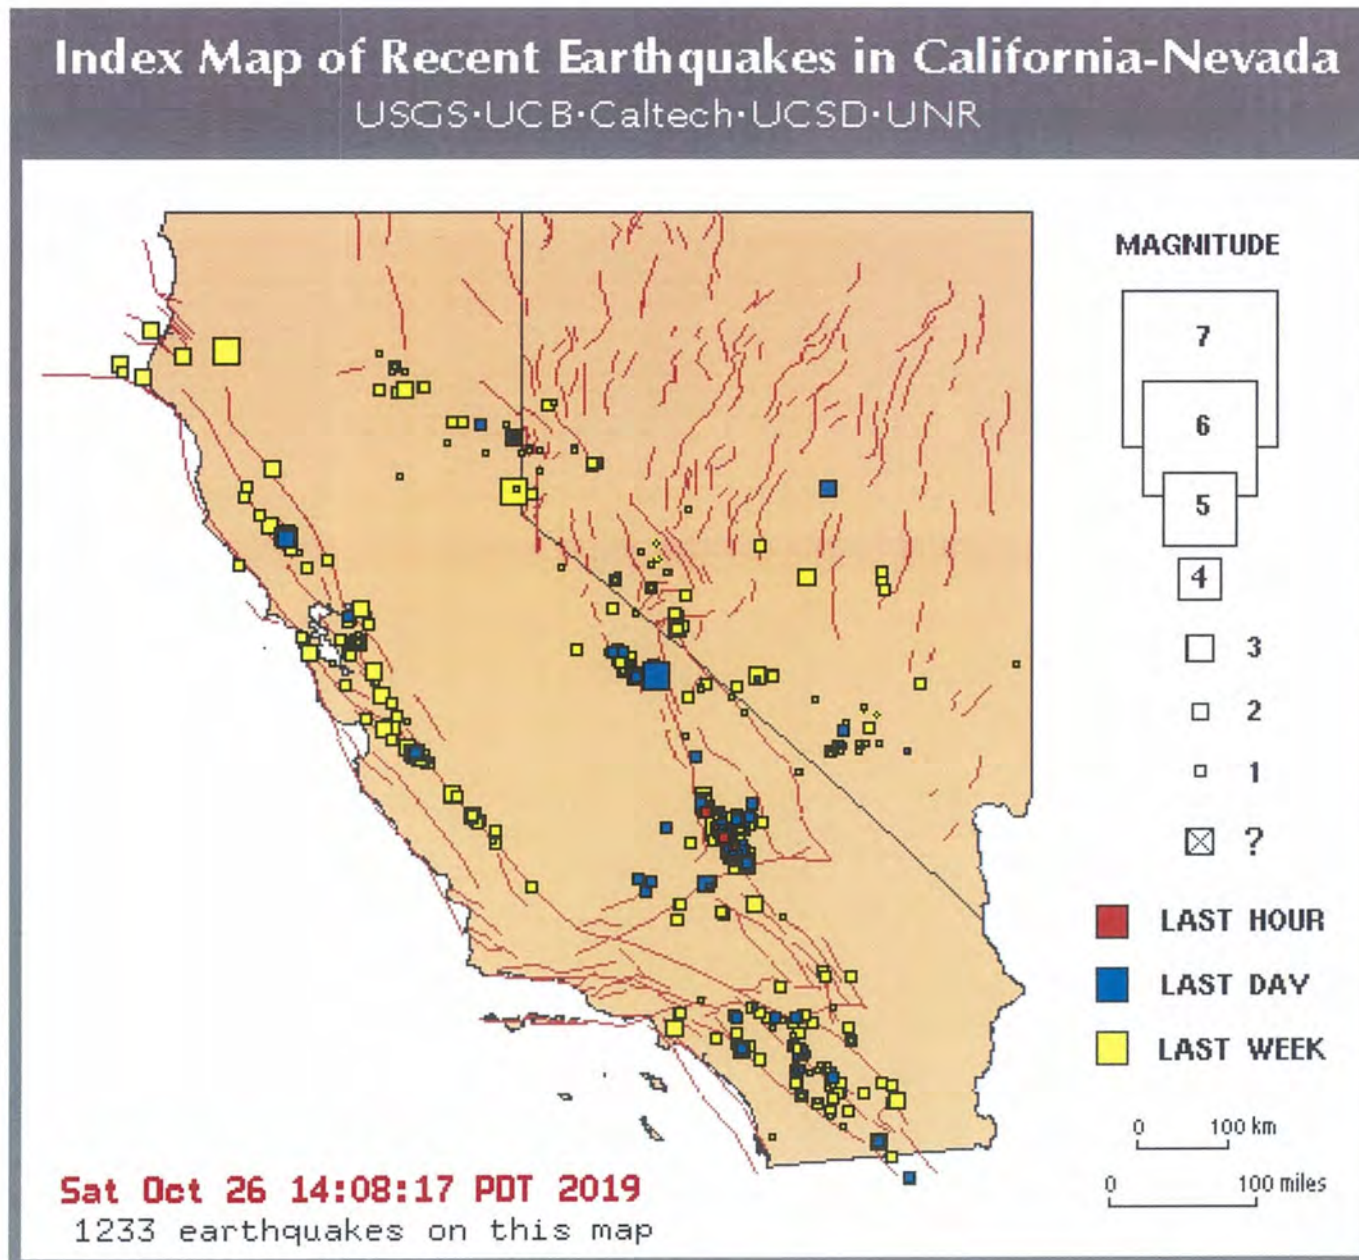 Index Map of Recent Earthquakes in California-Nevada
USGS·UCB·Caltech·UCSD·UNR
MAGNITUDE
7
6
5
4
3
2
1
?
LAST HOUR
LAST DAY
LAST WEEK
0 100 km
0 100 miles
Sat Oct 26 14:08:17 PDT 2019
1233 earthquakes on this map